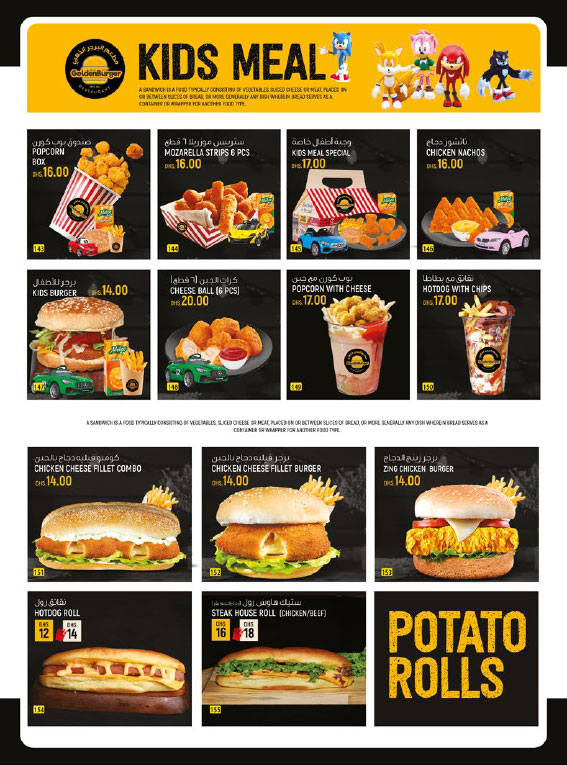 مطعم البرجر الذهبي
GoldenBurger
RESTAURANT
KIDS MEAL
A SANDWICH IS A FOOD TYPICALLY CONSISTING OF VEGETABLES, SLICED CHEESE OR MEAT, PLACED ON
OR BETWEEN SLICES OF BREAD, OR MORE GENERALLY ANY DISH WHEREIN BREAD SERVES AS A
CONTAINER OR WRAPPER FOR ANOTHER FOOD TYPE.
صندوق بوب كورن
POPCORN
BOX
DHS.16.00
143
ستربس موزريلا ٦ قطع
MOZARELLA STRIPS 6 PCS
DHS.16.00
144
وجبة أطفال خاصة
KIDS MEAL SPECIAL
DHS.17.00
145
ناتشوز دجاج
CHICKEN NACHOS
DHS.16.00
146
برجر للأطفال
KIDS BURGER
DHS.14.00
147
كرات الجبن (٦ قطع)
CHEESE BALL (6 PCS)
DHS.20.00
148
بوب كورن مع جبن
POPCORN WITH CHEESE
DHS.17.00
149
نقانق مع بطاطا
HOTDOG WITH CHIPS
DHS.17.00
150
A SANDWICH IS A FOOD TYPICALLY CONSISTING OF VEGETABLES, SLICED CHEESE OR MEAT, PLACED ON OR BETWEEN SLICES OF BREAD, OR MORE GENERALLY ANY DISH WHEREIN BREAD SERVES AS A
CONTAINER OR WRAPPER FOR ANOTHER FOOD TYPE.
كومبو فيليه دجاج بالجبن
CHICKEN CHEESE FILLET COMBO
DHS.14.00
151
برجر فيليه دجاج بالجبن
CHICKEN CHEESE FILLET BURGER
DHS.14.00
152
برجر زينج الدجاج
ZING CHICKEN BURGER
DHS.14.00
153
نقانق رول
HOTDOG ROLL
DHS 12 DHS 14
154
ستيك هاوس رول
STEAK HOUSE ROLL (CHICKEN/BEEF)
DHS 16 DHS 18
155
POTATO
ROLLS